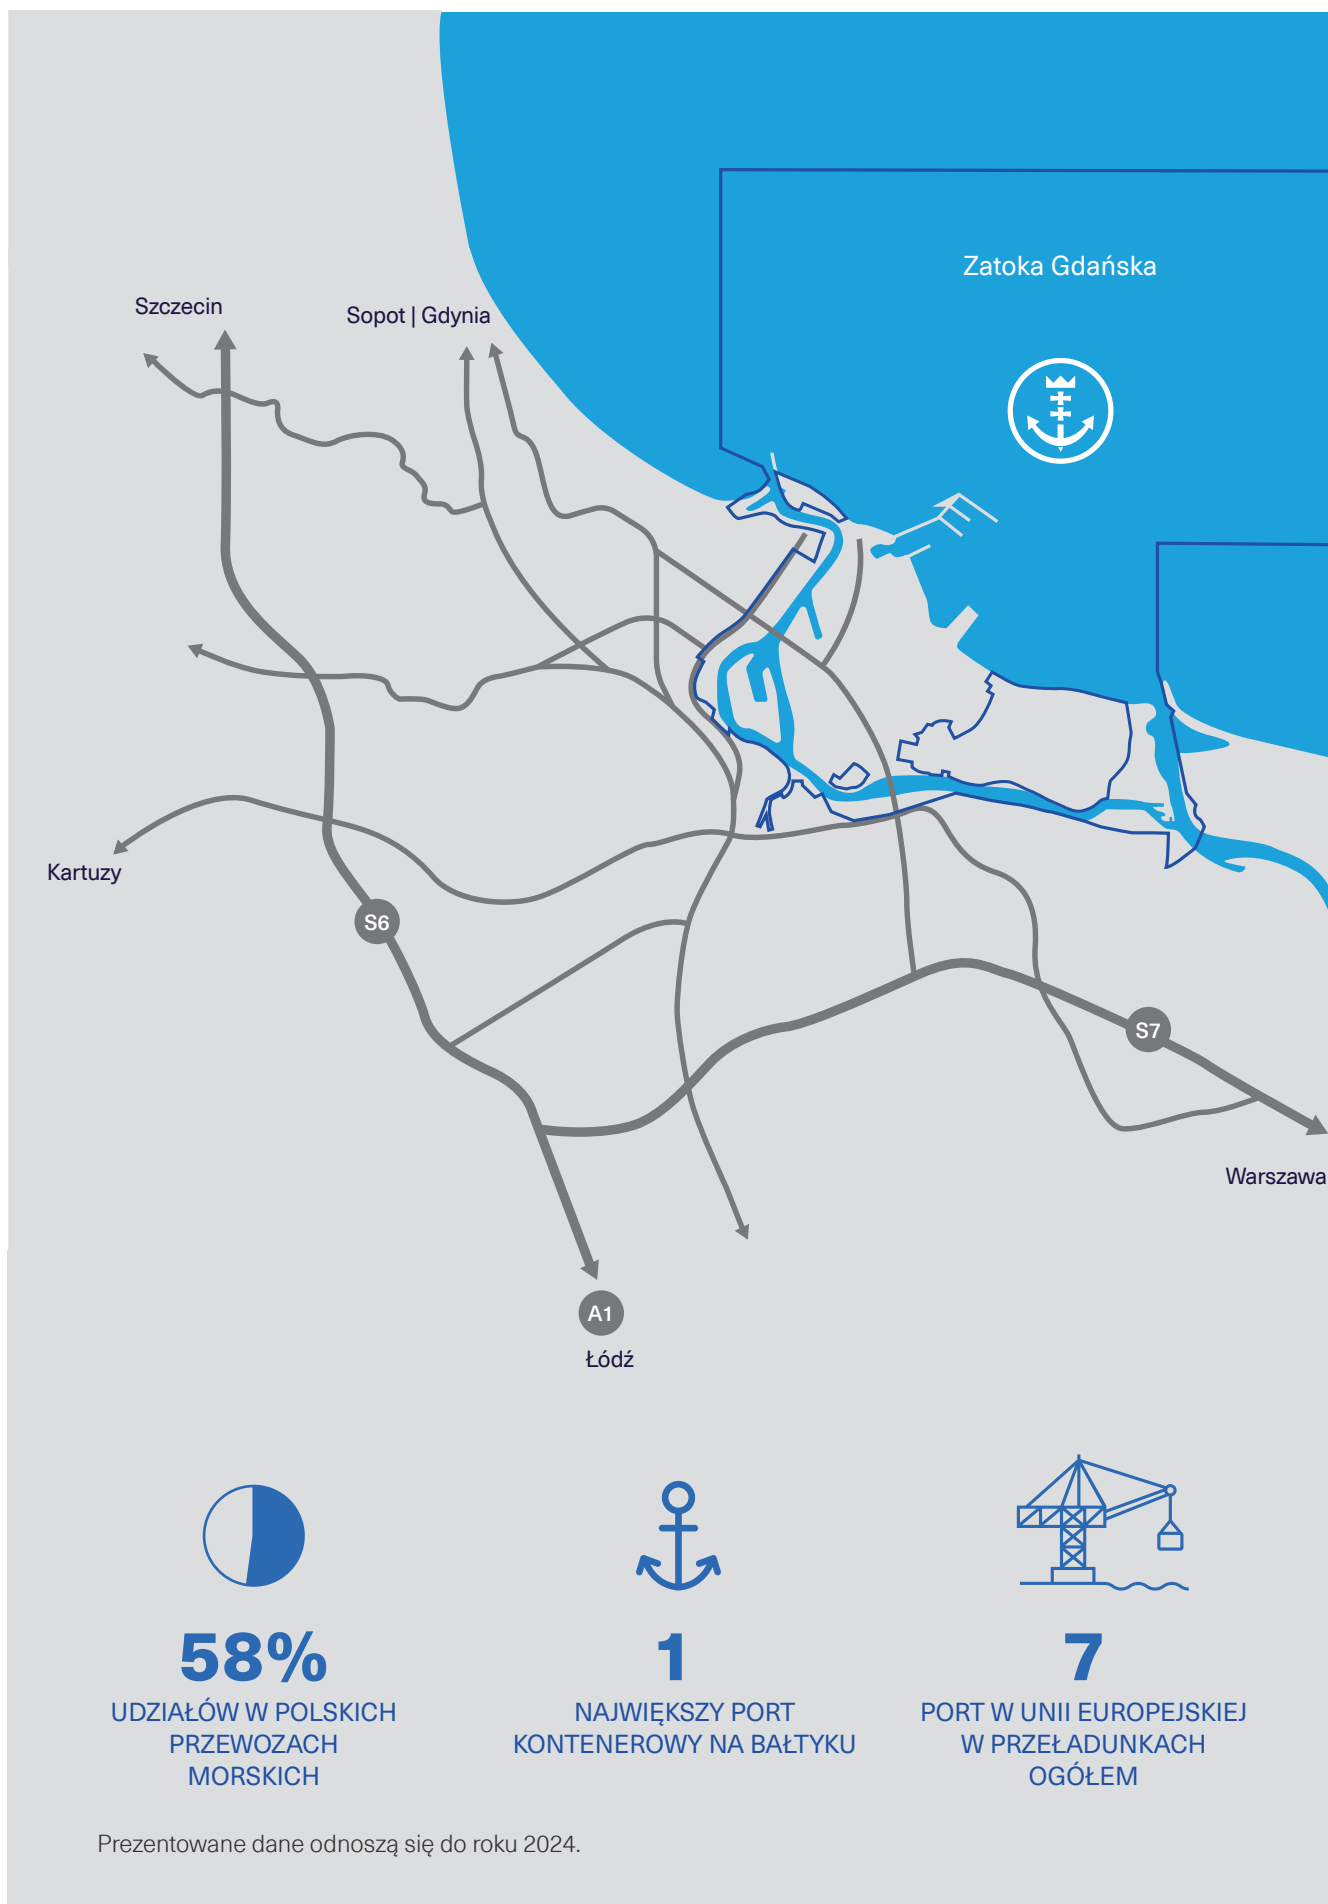 Zatoka Gdańska
Szczecin
Sopot | Gdynia
Kartuzy
S6
S7
Warszawa
A1
Łódź
58%
UDZIAŁÓW W POLSKICH
PRZEWOZACH
MORSKICH
1
NAJWIĘKSZY PORT
KONTENEROWY NA BAŁTYKU
7
PORT W UNII EUROPEJSKIEJ
W PRZEŁADUNKACH
OGÓŁEM
Prezentowane dane odnoszą się do roku 2024.